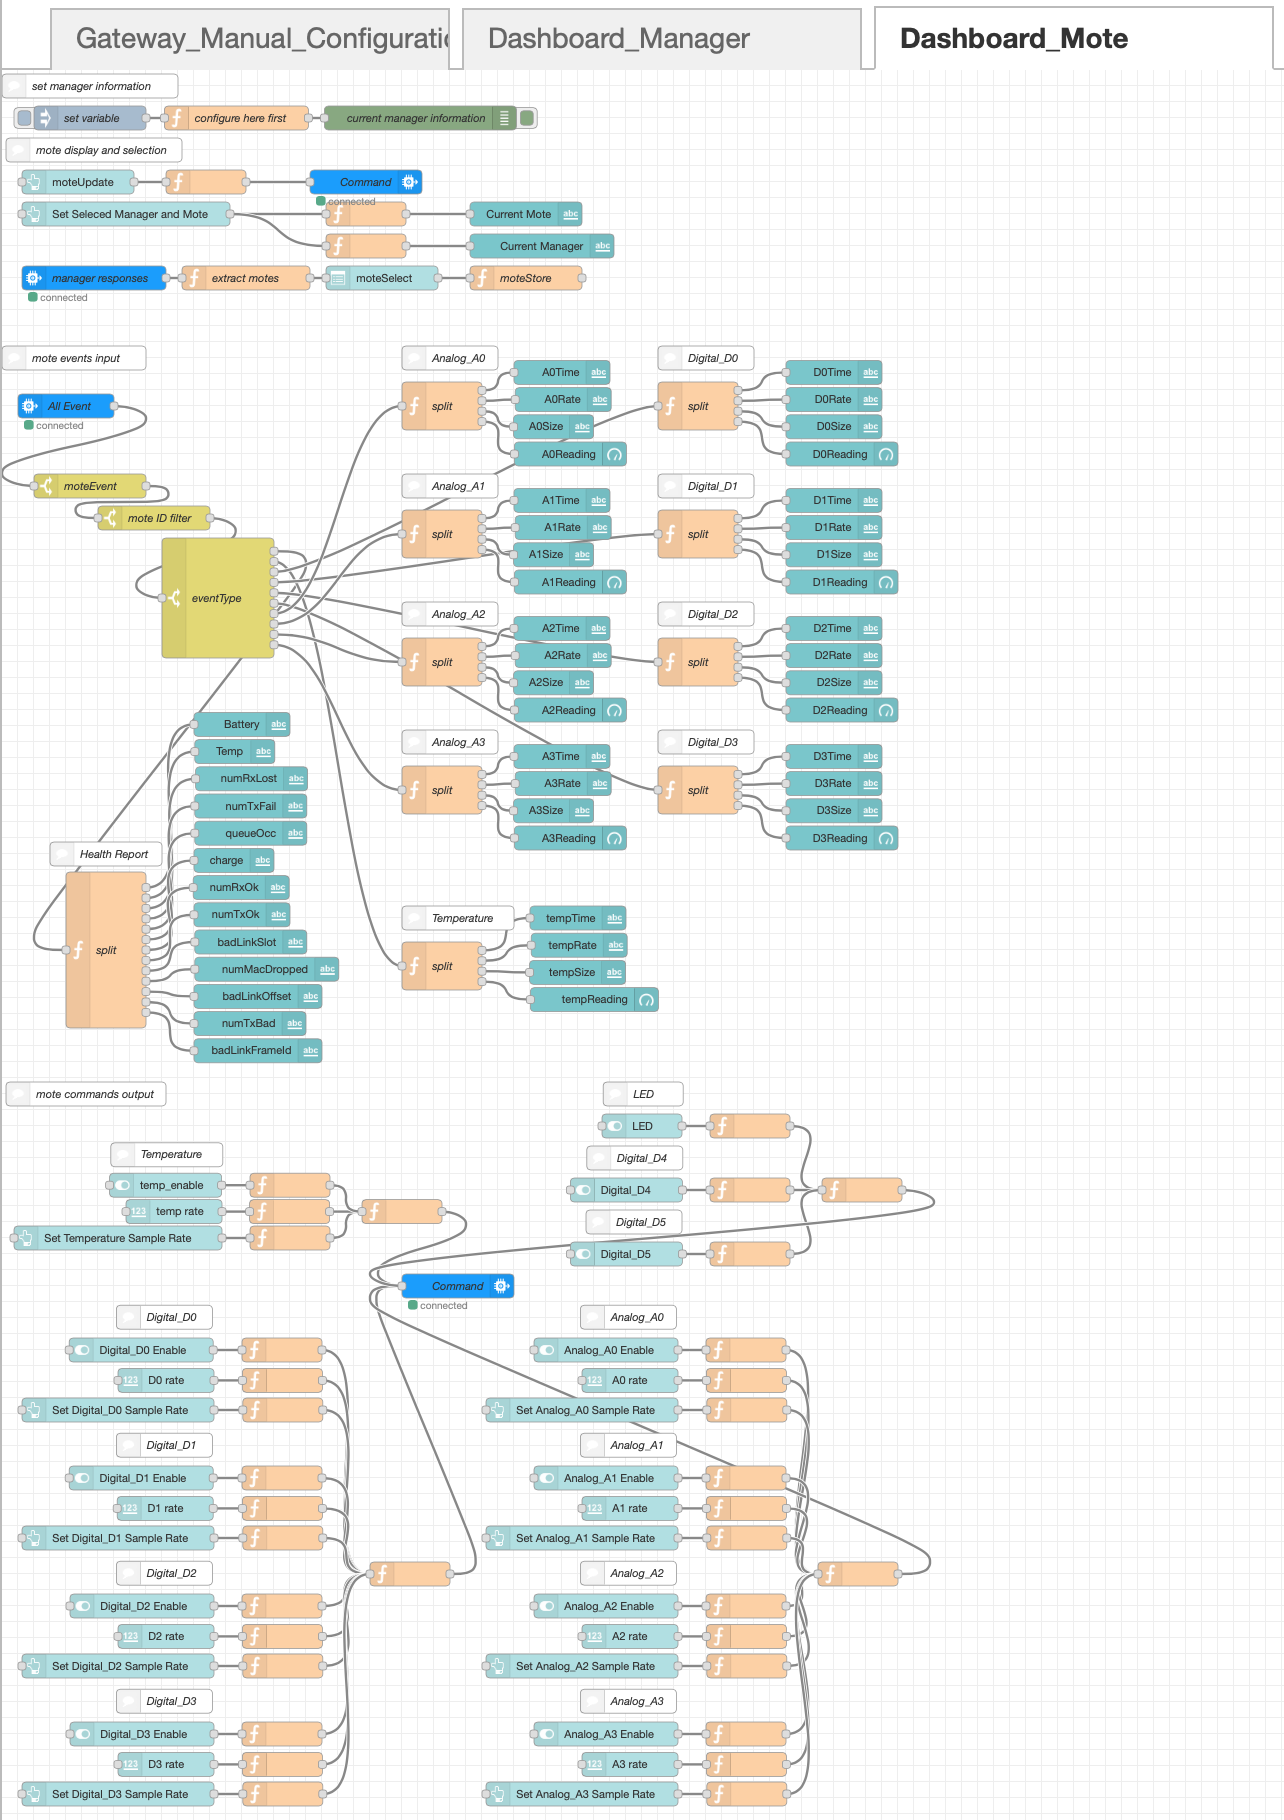 Gateway_Manual_Configuratic
Dashboard_Manager
Dashboard_Mote
set manager information
set variable
configure here first
current manager information
mote display and selection
moteUpdate
Command
connected
Set Seleced Manager and Mote
Current Mote abc
Current Manager abc
manager responses
extract motes
moteSelect
moteStore
connected
mote events input
All Event
connected
moteEvent
mote ID filter
eventType
Analog_A0
split
A0Time abc
A0Rate abc
A0Size abc
A0Reading
Digital_D0
split
D0Time abc
D0Rate abc
D0Size abc
D0Reading
Analog_A1
split
A1Time abc
A1Rate abc
A1Size abc
A1Reading
Digital_D1
split
D1Time abc
D1Rate abc
D1Size abc
D1Reading
Analog_A2
split
A2Time abc
A2Rate abc
A2Size abc
A2Reading
Digital_D2
split
D2Time abc
D2Rate abc
D2Size abc
D2Reading
Analog_A3
split
A3Time abc
A3Rate abc
A3Size abc
A3Reading
Digital_D3
split
D3Time abc
D3Rate abc
D3Size abc
D3Reading
Health Report
split
Battery abc
Temp abc
numRxLost abc
numTxFail abc
queueOcc abc
charge abc
numRxOk abc
numTxOk abc
badLinkSlot abc
numMacDropped abc
badLinkOffset abc
numTxBad abc
badLinkFrameId abc
Temperature
split
tempTime abc
tempRate abc
tempSize abc
tempReading
mote commands output
LED
LED
Digital_D4
Digital_D4
Digital_D5
Digital_D5
Temperature
temp_enable
123 temp rate
Set Temperature Sample Rate
Command
connected
Digital_D0
Digital_D0 Enable
123 D0 rate
Set Digital_D0 Sample Rate
Digital_D1
Digital_D1 Enable
123 D1 rate
Set Digital_D1 Sample Rate
Digital_D2
Digital_D2 Enable
123 D2 rate
Set Digital_D2 Sample Rate
Digital_D3
Digital_D3 Enable
123 D3 rate
Set Digital_D3 Sample Rate
Analog_A0
Analog_A0 Enable
123 A0 rate
Set Analog_A0 Sample Rate
Analog_A1
Analog_A1 Enable
123 A1 rate
Set Analog_A1 Sample Rate
Analog_A2
Analog_A2 Enable
123 A2 rate
Set Analog_A2 Sample Rate
Analog_A3
Analog_A3 Enable
123 A3 rate
Set Analog_A3 Sample Rate